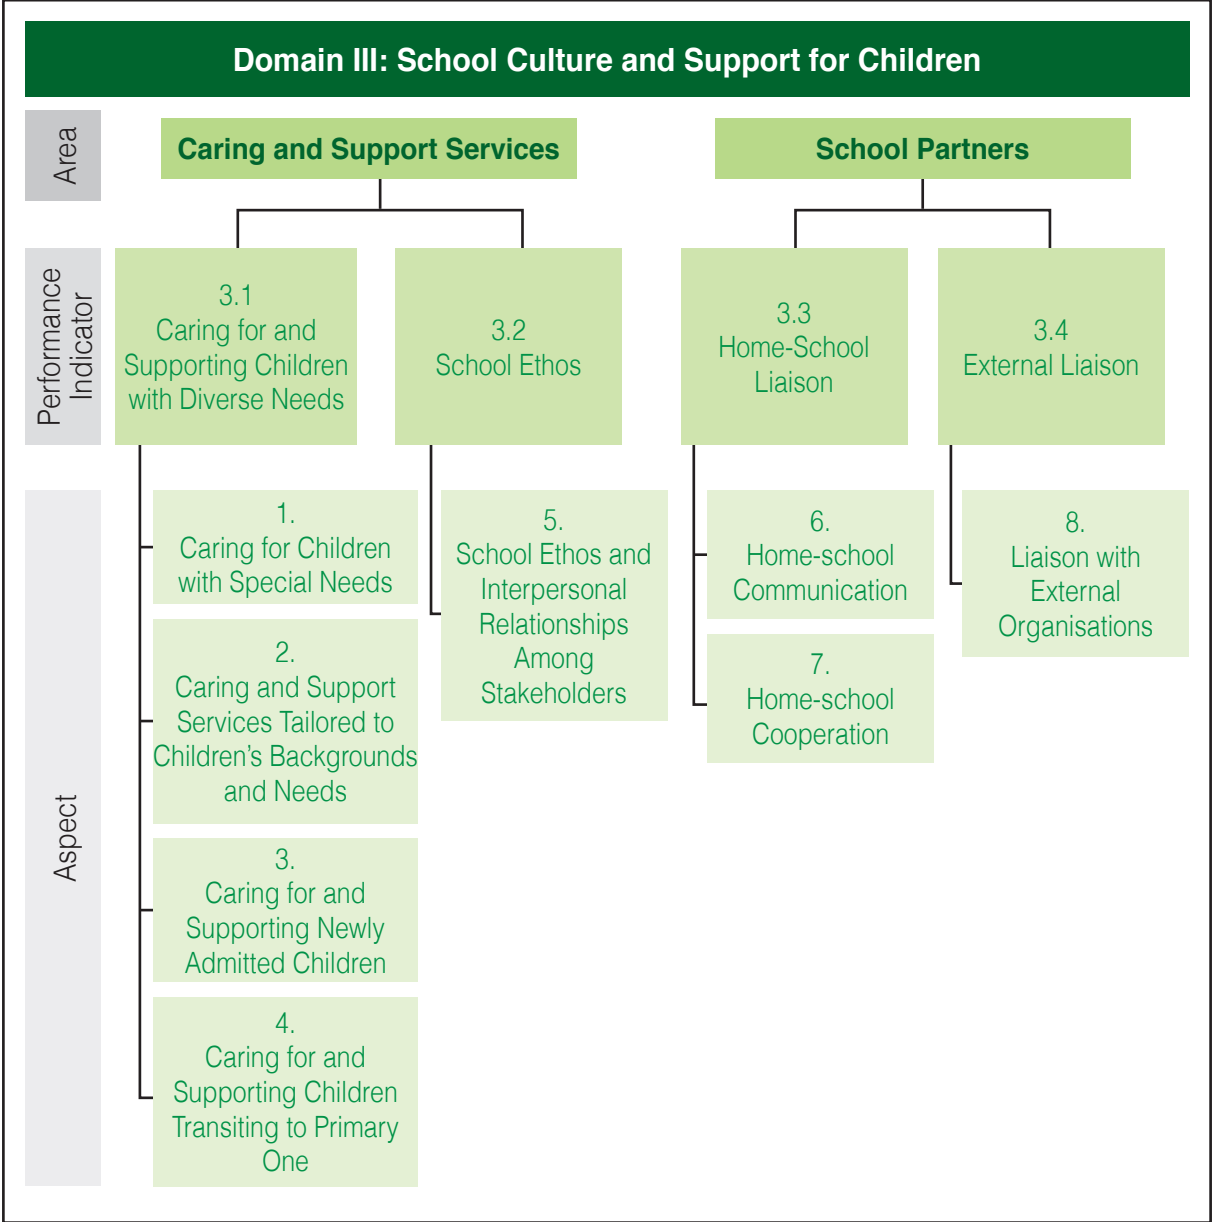 Domain III: School Culture and Support for Children
Area
Caring and Support Services
School Partners
Performance
Indicator
3.1
Caring for and
Supporting Children
with Diverse Needs
3.2
School Ethos
3.3
Home-School
Liaison
3.4
External Liaison
Aspect
1.
Caring for Children
with Special Needs
2.
Caring and Support
Services Tailored to
Children’s Backgrounds
and Needs
3.
Caring for and
Supporting Newly
Admitted Children
4.
Caring for and
Supporting Children
Transiting to Primary
One
5.
School Ethos and
Interpersonal
Relationships
Among
Stakeholders
6.
Home-school
Communication
7.
Home-school
Cooperation
8.
Liaison with
External
Organisations